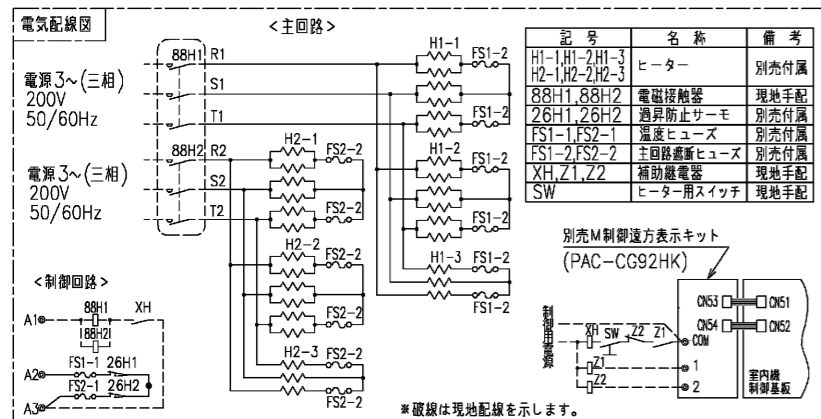 電気配線図
<主回路>
電源3~(三相)
200V
50/60Hz
電源3~(三相)
200V
50/60Hz
88H1
R1
S1
T1
88H2
R2
S2
T2
H1-1
FS1-2
FS1-2
H1-2
FS1-2
FS1-2
H1-3
FS1-2
FS1-2
H2-1
FS2-2
FS2-2
H2-2
FS2-2
FS2-2
H2-3
FS2-2
FS2-2
記号 名称 備考
H1-1,H1-2,H1-3
H2-1,H2-2,H2-3 ヒーター 別売付属
88H1,88H2 電磁接触器 現地手配
26H1,26H2 過昇防止サーモ 別売付属
FS1-1,FS2-1 温度ヒューズ 別売付属
FS1-2,FS2-2 主回路遮断ヒューズ 別売付属
XH,Z1,Z2 補助継電器 現地手配
SW ヒーター用スイッチ 現地手配
<制御回路>
A1
88H1
XH
88H2
A2
FS1-1
26H1
FS2-1
26H2
A3
別売M制御遠方表示キット
(PAC-CG92HK)
CN53
CN51
CN54
CN52
制御用電源
XH
SW
Z2
Z1
COM
Z1
1
Z2
2
室内機
制御基板
※破線は現地配線を示します。